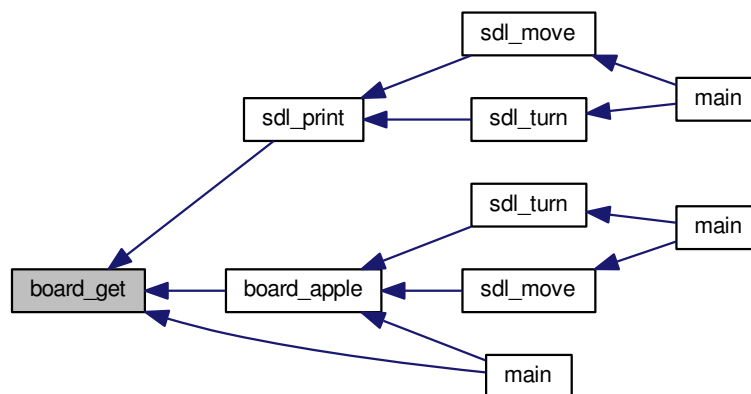 sdl_move
main
sdl_print
sdl_turn
sdl_turn
main
board_get
board_apple
sdl_move
main